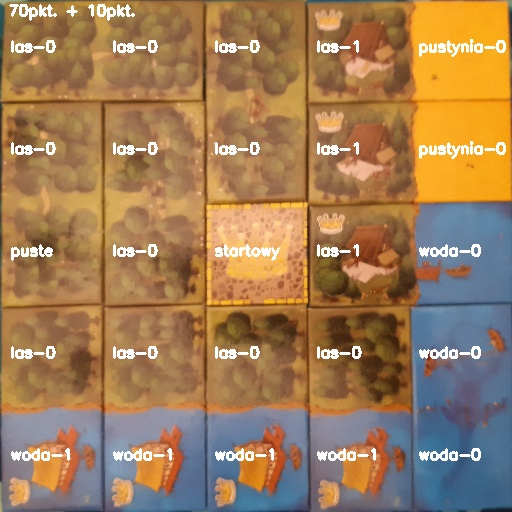 70pkt. + 10pkt.
las-0 las-0 las-0 las-1 pustynia-0
las-0 las-0 las-0 las-1 pustynia-0
puste las-0 startowy las-1 woda-0
las-0 las-0 las-0 las-0 woda-0
woda-1 woda-1 woda-1 woda-1 woda-0